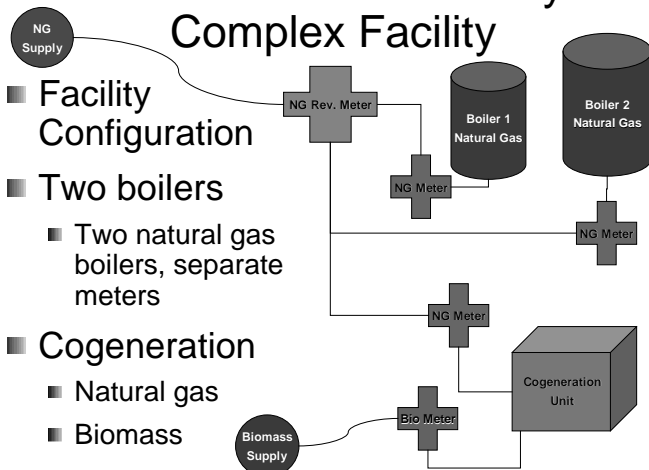 Complex Facility
NG
Supply
Facility
Configuration
Two boilers
Two natural gas
boilers, separate
meters
Cogeneration
Natural gas
Biomass
NG Rev. Meter
Boiler 1
Natural Gas
Boiler 2
Natural Gas
NG Meter
NG Meter
NG Meter
Cogeneration
Unit
Bio Meter
Biomass
Supply